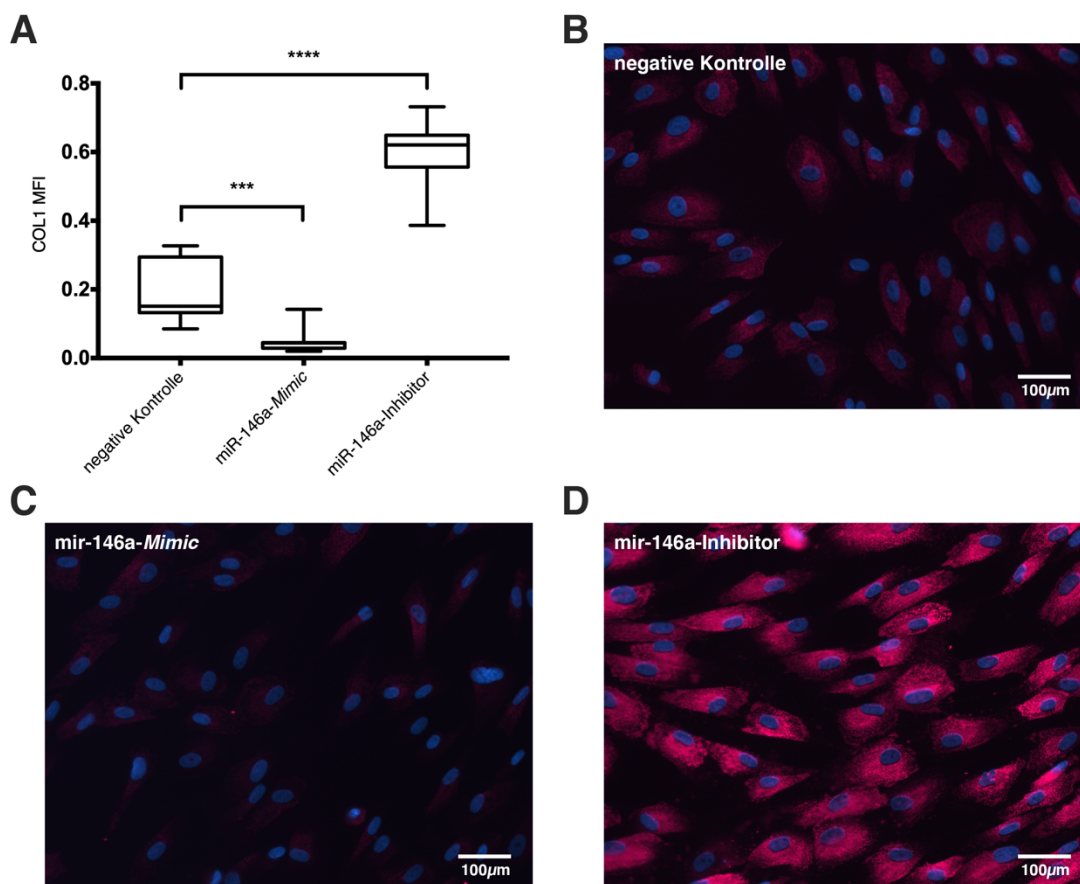 A
****
***
COL1 MFI
0.8
0.6
0.4
0.2
0.0
negative Kontrolle
miR-146a-Mimic
miR-146a-Inhibitor
B
negative Kontrolle
100µm
C
mir-146a-Mimic
100µm
D
mir-146a-Inhibitor
100µm